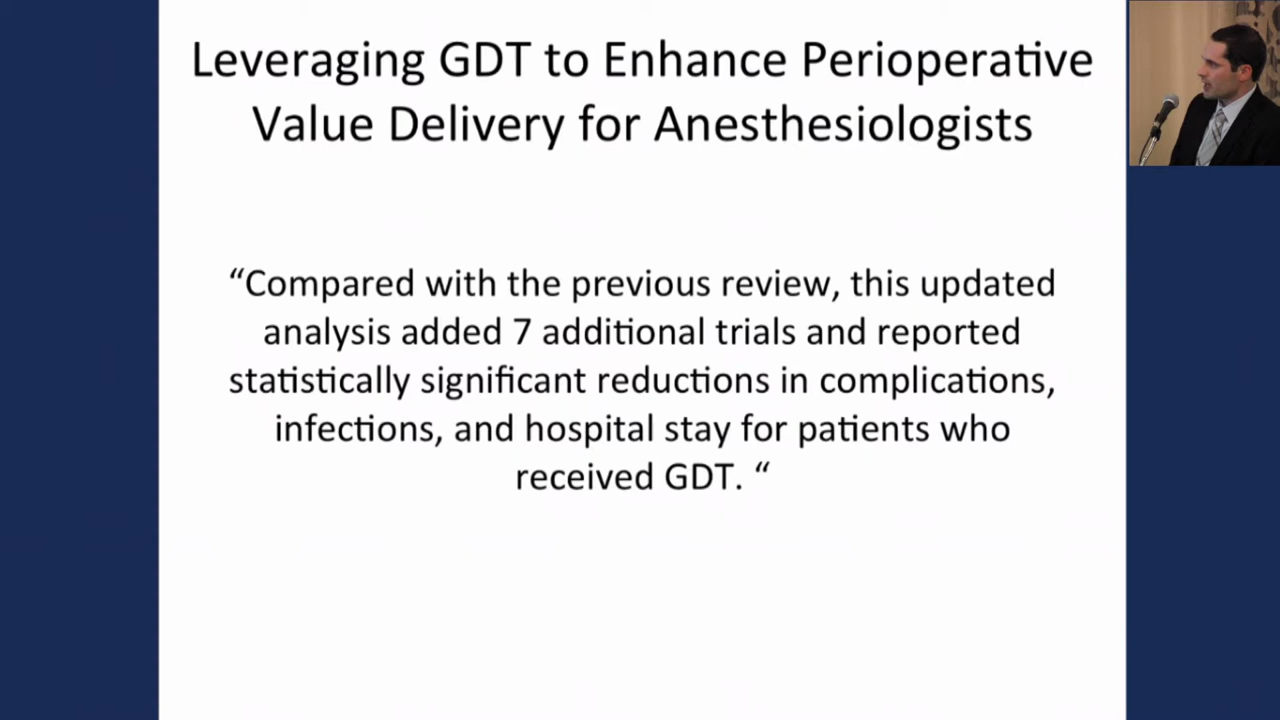 Leveraging GDT to Enhance Perioperative
Value Delivery for Anesthesiologists
“Compared with the previous review, this updated
analysis added 7 additional trials and reported
statistically significant reductions in complications,
infections, and hospital stay for patients who
received GDT. “